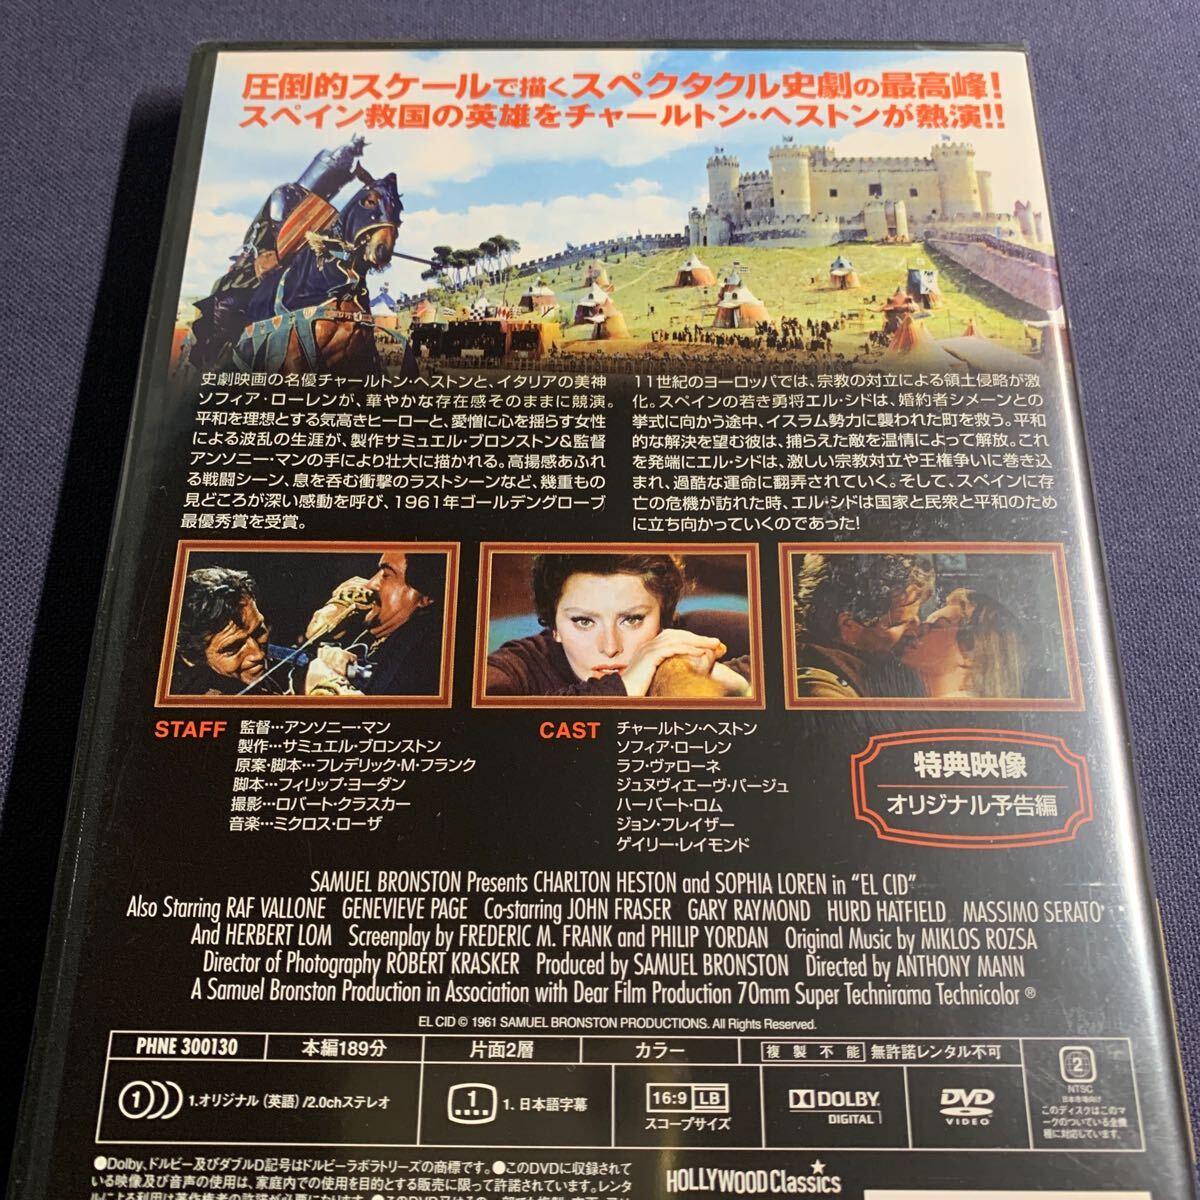 圧倒的スケールで描くスペクタクル史劇の最高峰!
スペイン救国の英雄をチャールトン・ヘストンが熱演!!
史劇映画の名優チャールトン・ヘストンと、イタリアの美神
ソフィア・ローレンが、華やかな存在感そのままに競演。
平和を理想とする気高きヒーローと、愛憎に心を揺らす女性
による波乱の生涯が、製作サミュエル・ブロンストン&監督
アンソニー・マンの手により壮大に描かれる。高揚感あふれ
る戦闘シーン、息を呑む衝撃のラストシーンなど、幾重もの
見どころが深い感動を呼び、1961年ゴールデングローブ
最優秀賞を受賞。
11世紀のヨーロッパでは、宗教の対立による領土侵略が激
化。スペインの若き勇将エル・シドは、婚約者シメーンとの
挙式に向かう途中、イスラム勢力に襲われた町を救う。平和
的な解決を望む彼は、捕らえた敵を温情によって解放。これ
を発端にエル・シドは、激しい宗教対立や王権争いに巻き込
まれ、過酷な運命に翻弄されていく。そして、スペインに存
亡の危機が訪れた時、エル・シドは国家と民衆と平和のため
に立ち向かっていくのであった!
STAFF 監督…アンソニー・マン
製作…サミュエル・ブロンストン
原案・脚本…フレデリック・M・フランク
脚本…フィリップ・ヨーダン
撮影…ロバート・クラスカー
音楽…ミクロス・ローザ
CAST チャールトン・ヘストン
ソフィア・ローレン
ラフ・ヴァローネ
ジュヌヴィエーヴ・パージュ
ハーバート・ロム
ジョン・フレイザー
ゲイリー・レイモンド
特典映像
オリジナル予告編
SAMUEL BRONSTON Presents CHARLTON HESTON and SOPHIA LOREN in "EL CID"
Also Starring RAF VALLONE GENEVIEVE PAGE Co-starring JOHN FRASER GARY RAYMOND HURD HATFIELD MASSIMO SERATO
And HERBERT LOM Screenplay by FREDERIC M. FRANK and PHILIP YORDAN Original Music by MIKLOS ROZSA
Director of Photography ROBERT KRASKER Produced by SAMUEL BRONSTON Directed by ANTHONY MANN
A Samuel Bronston Production in Association with Dear Film Production 70mm Super Technirama Technicolor ®
EL CID © 1961 SAMUEL BRONSTON PRODUCTIONS. All Rights Reserved.
PHNE 300130 本編189分 片面2層 カラー 複製不能 無許諾レンタル不可
1 1.オリジナル(英語)/2.0chステレオ
1 1. 日本語字幕
16:9 LB
スコープサイズ
DOLBY
DIGITAL
DVD
VIDEO
2
NTSC
日本市場向け
このディスクはこのマ
ークのついている全機
種に対応しています。
●Dolby、ドルビー及びダブルD記号はドルビーラボラトリーズの商標です。●このDVDに収録されて
いる映像及び音声の使用は、家庭内での使用を目的とする販売に限って許諾されています。レンタ
ルによる利用は著作権者の許諾が必要になります。
HOLLYWOOD Classics